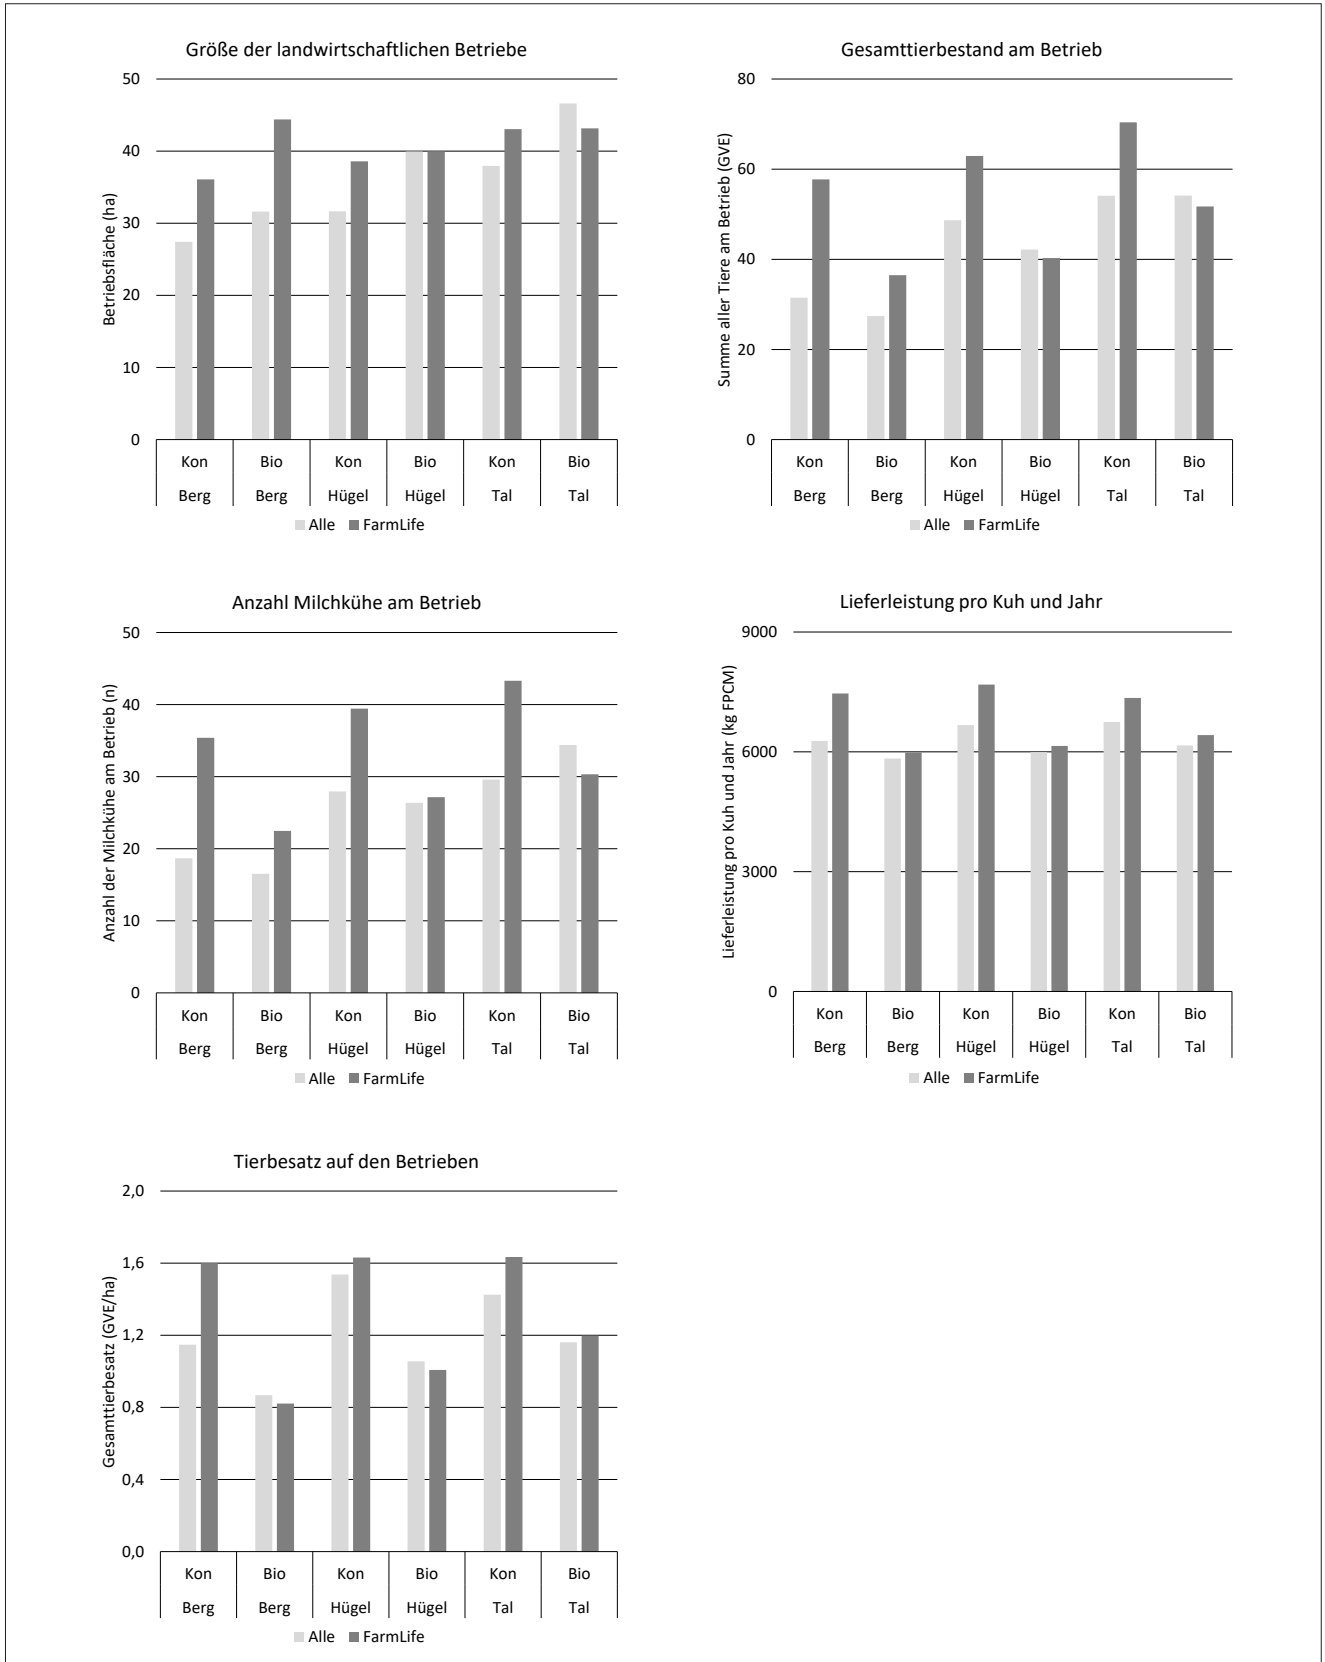 Größe der landwirtschaftlichen Betriebe
Betriebsfläche (ha)
50
40
30
20
10
0
Kon Bio Kon Bio Kon Bio
Berg Berg Hügel Hügel Tal Tal
Alle FarmLife
Gesamttierbestand am Betrieb
Summe aller Tiere am Betrieb (GVE)
80
60
40
20
0
Kon Bio Kon Bio Kon Bio
Berg Berg Hügel Hügel Tal Tal
Alle FarmLife
Anzahl Milchkühe am Betrieb
Anzahl der Milchkühe am Betrieb (n)
50
40
30
20
10
0
Kon Bio Kon Bio Kon Bio
Berg Berg Hügel Hügel Tal Tal
Alle FarmLife
Lieferleistung pro Kuh und Jahr
Lieferleistung pro Kuh und Jahr (kg FPCM)
9000
6000
3000
0
Kon Bio Kon Bio Kon Bio
Berg Berg Hügel Hügel Tal Tal
Alle FarmLife
Tierbesatz auf den Betrieben
Gesamttierbesatz (GVE/ha)
2,0
1,6
1,2
0,8
0,4
0,0
Kon Bio Kon Bio Kon Bio
Berg Berg Hügel Hügel Tal Tal
Alle FarmLife